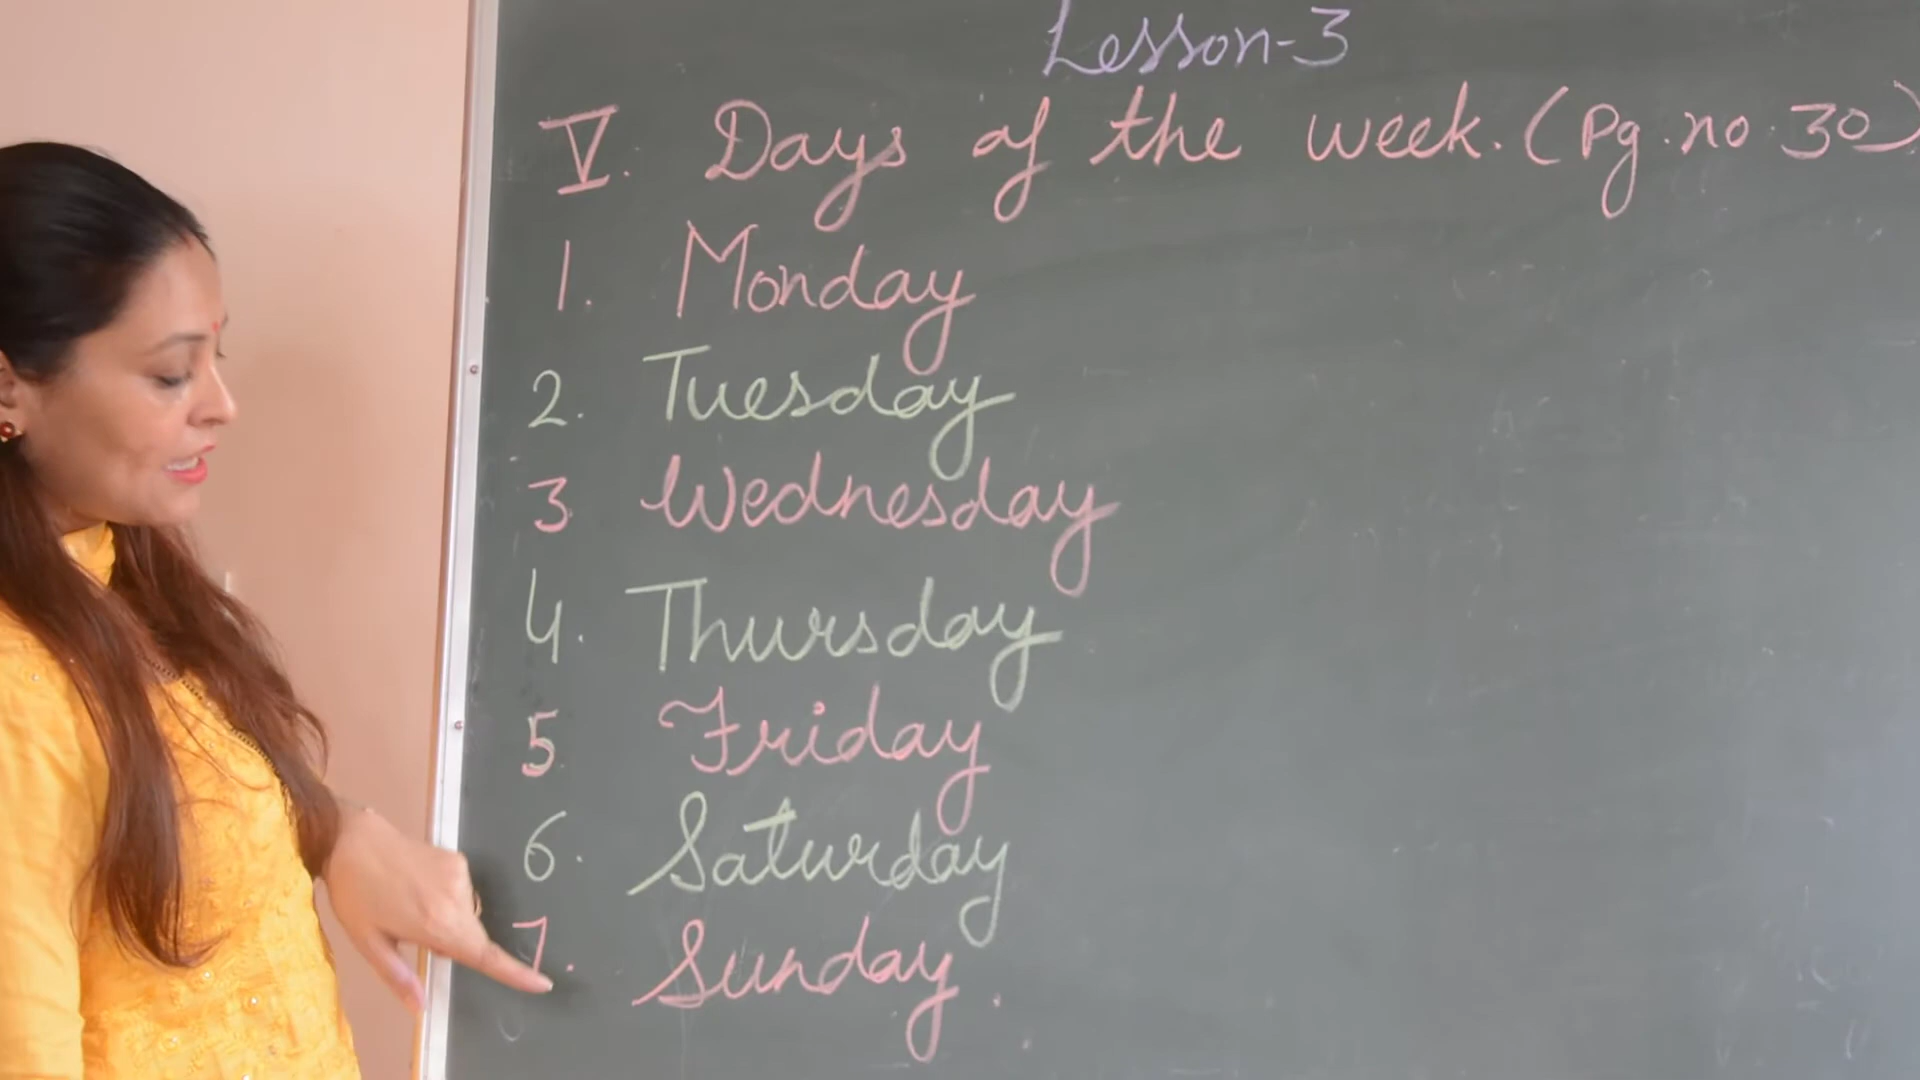 Lesson-3
V. Days of the week. (Pg. no. 30)
1. Monday
2. Tuesday
3 Wednesday
4. Thursday
5 Friday
6. Saturday
7. Sunday.